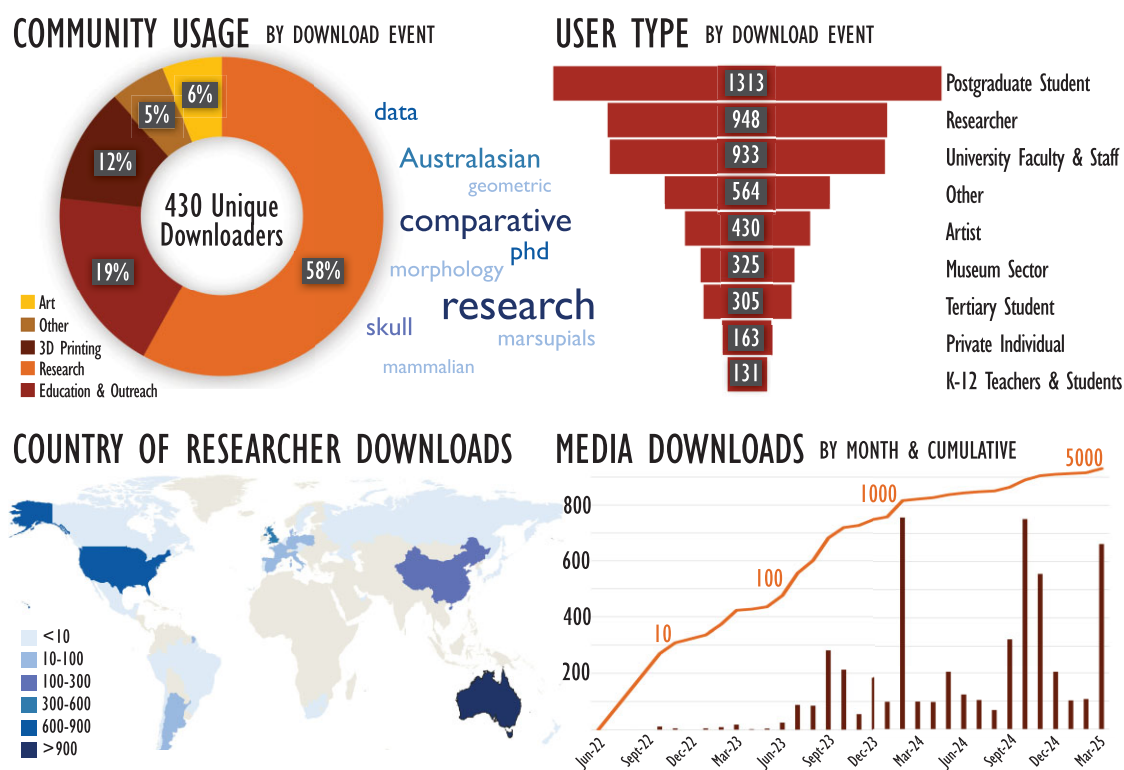 COMMUNITY USAGE BY DOWNLOAD EVENT
6%
5%
12%
19%
58%
430 Unique
Downloaders
Art
Other
3D Printing
Research
Education & Outreach
data
Australasian
geometric
comparative
phd
morphology
research
skull
marsupials
mammalian
USER TYPE BY DOWNLOAD EVENT
1313 Postgraduate Student
948 Researcher
933 University Faculty & Staff
564 Other
430 Artist
325 Museum Sector
305 Tertiary Student
163 Private Individual
131 K-12 Teachers & Students
COUNTRY OF RESEARCHER DOWNLOADS
<10
10-100
100-300
300-600
600-900
>900
MEDIA DOWNLOADS BY MONTH & CUMULATIVE
5000
1000
100
10
800
600
400
200
Jun-22 Sept-22 Dec-22 Mar-23 Jun-23 Sept-23 Dec-23 Mar-24 Jun-24 Sept-24 Dec-24 Mar-25